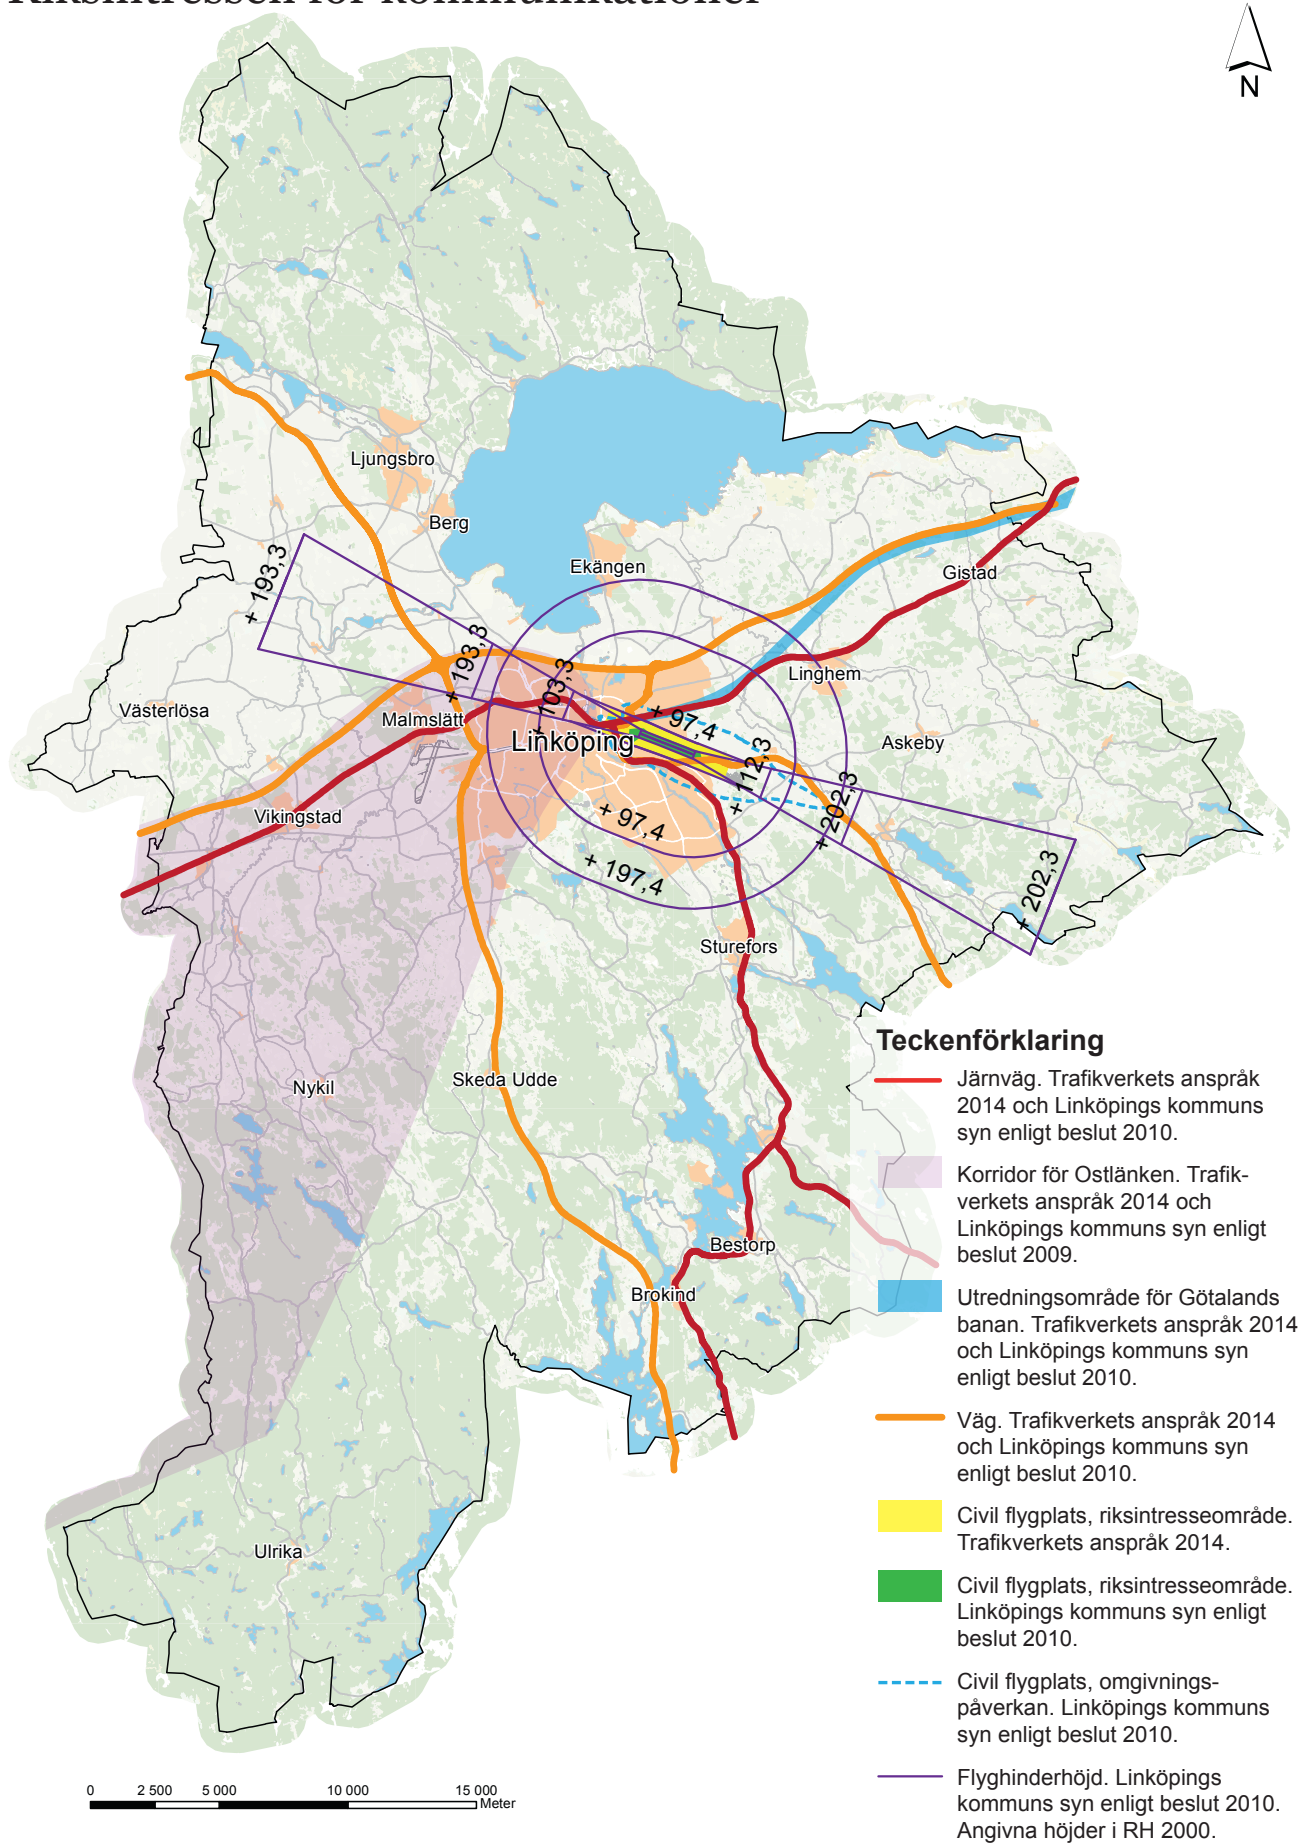 Riksintressen för kommunikationer
N
Ljungsbro
Berg
Ekängen
Gistad
+ 193,3
+ 193,3
+ 103,3
Linghem
Västerlösa
Malmslätt
+ 97,4
Linköping
Askeby
+ 112,3
+ 202,3
Vikingstad
+ 97,4
+ 197,4
+ 202,3
Sturefors
Nykil
Skeda Udde
Bestorp
Brokind
Ulrika
Teckenförklaring
Järnväg. Trafikverkets anspråk
2014 och Linköpings kommuns
syn enligt beslut 2010.
Korridor för Ostlänken. Trafik-
verkets anspråk 2014 och
Linköpings kommuns syn enligt
beslut 2009.
Utredningsområde för Götalands
banan. Trafikverkets anspråk 2014
och Linköpings kommuns syn
enligt beslut 2010.
Väg. Trafikverkets anspråk 2014
och Linköpings kommuns syn
enligt beslut 2010.
Civil flygplats, riksintresseområde.
Trafikverkets anspråk 2014.
Civil flygplats, riksintresseområde.
Linköpings kommuns syn enligt
beslut 2010.
Civil flygplats, omgivnings-
påverkan. Linköpings kommuns
syn enligt beslut 2010.
Flyghinderhöjd. Linköpings
kommuns syn enligt beslut 2010.
Angivna höjder i RH 2000.
0 2 500 5 000 10 000 15 000
Meter